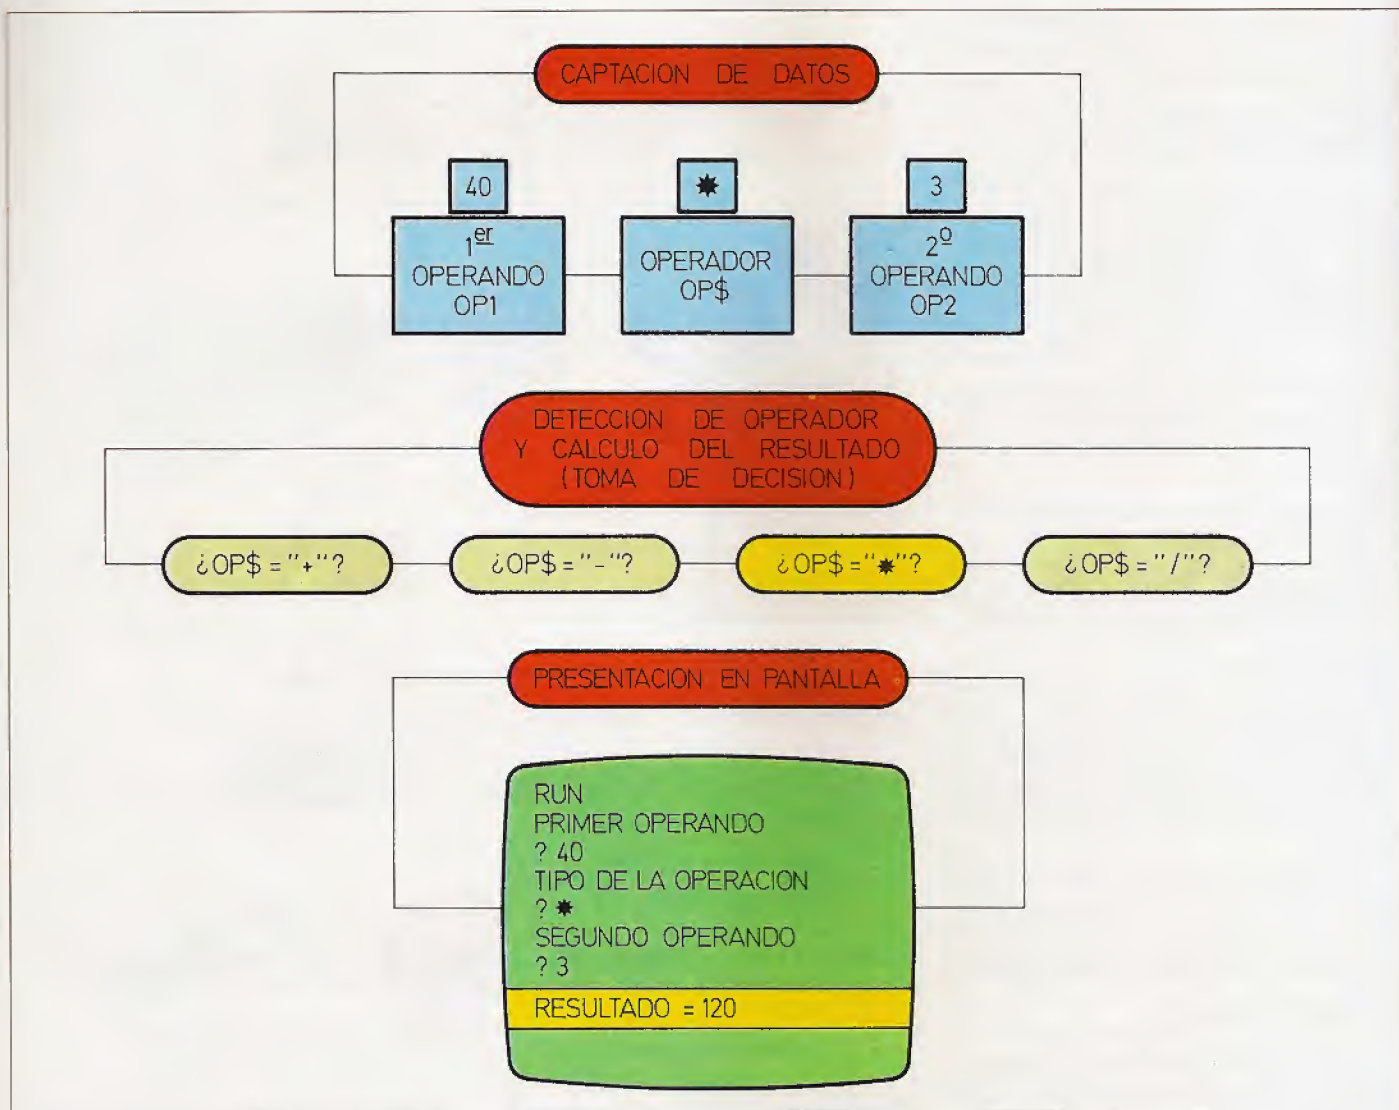 CAPTACION DE DATOS
40
✷
3
1er
OPERANDO
OP1
OPERADOR
OP$
2º
OPERANDO
OP2
DETECCION DE OPERADOR
Y CALCULO DEL RESULTADO
(TOMA DE DECISION)
¿OP$="+"?
¿OP$="-"?
¿OP$="✷"?
¿OP$="/"?
PRESENTACION EN PANTALLA
RUN
PRIMER OPERANDO
? 40
TIPO DE LA OPERACION
? ✷
SEGUNDO OPERANDO
? 3
RESULTADO = 120